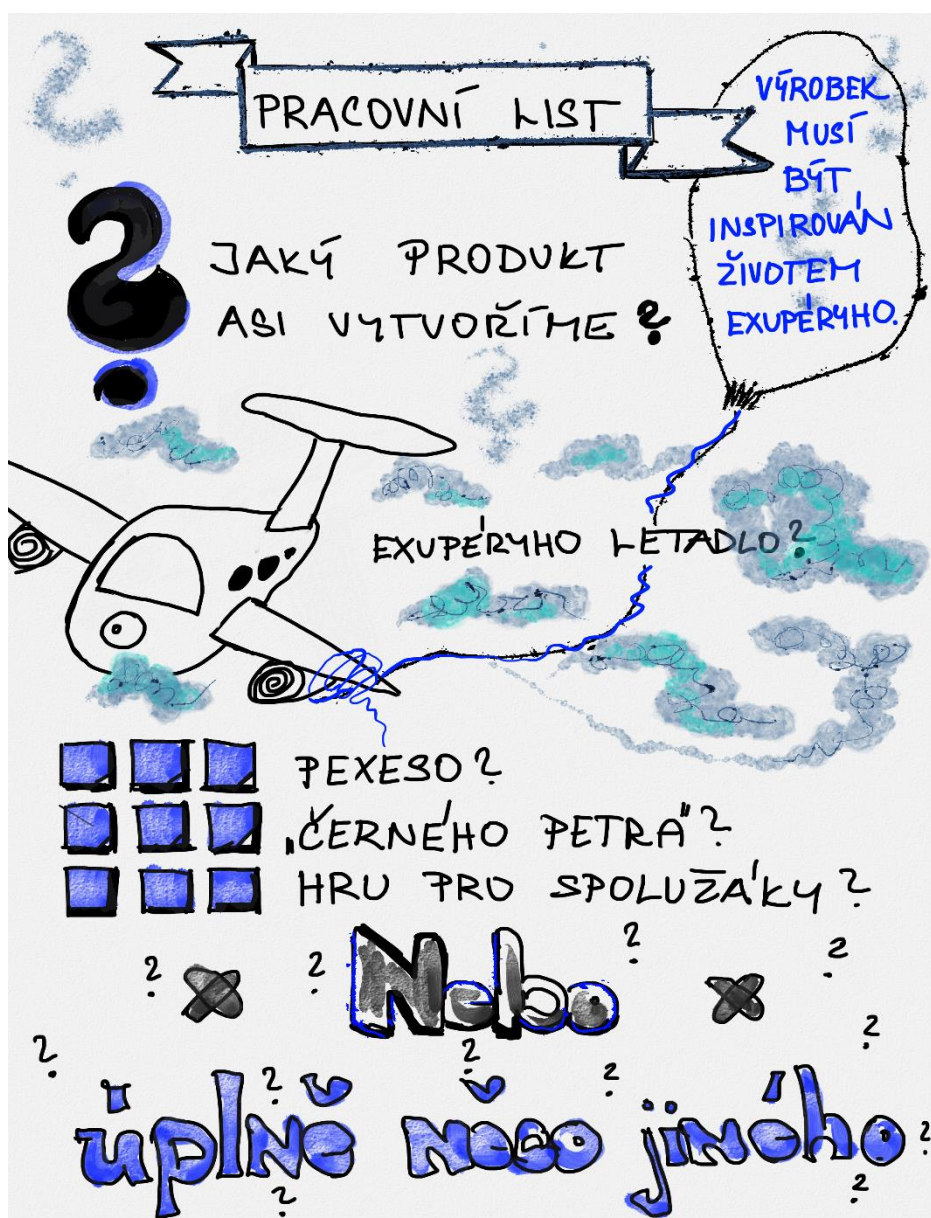 PRACOVNÍ LIST
VÝROBEK
MUSÍ
BÝT
INSPIROVÁN
ŽIVOTEM
EXUPÉRYHO.
? JAKÝ PRODUKT
ASI VYTVOŘÍME?
EXUPÉRYHO LETADLO?
PEXESO?
„ČERNÉHO PETRA"?
HRU PRO SPOLUŽÁKY?
? ? Nebo ? ?
? ? ? ? ?
úplně něco jiného ?
? ?